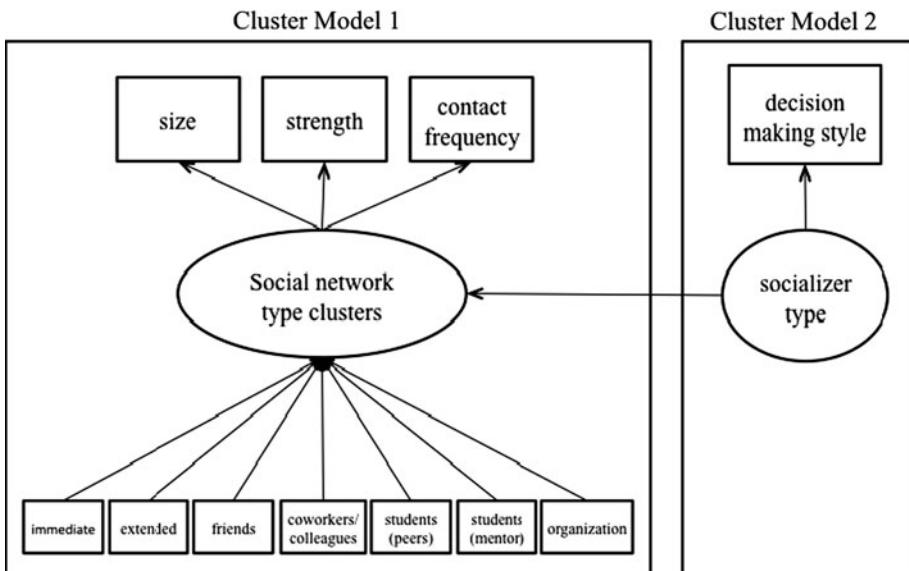 Cluster Model 1
Cluster Model 2
size
strength
contact
frequency
decision
making style
Social network
type clusters
socializer
type
immediate
extended
friends
coworkers/
colleagues
students
(peers)
students
(mentor)
organization